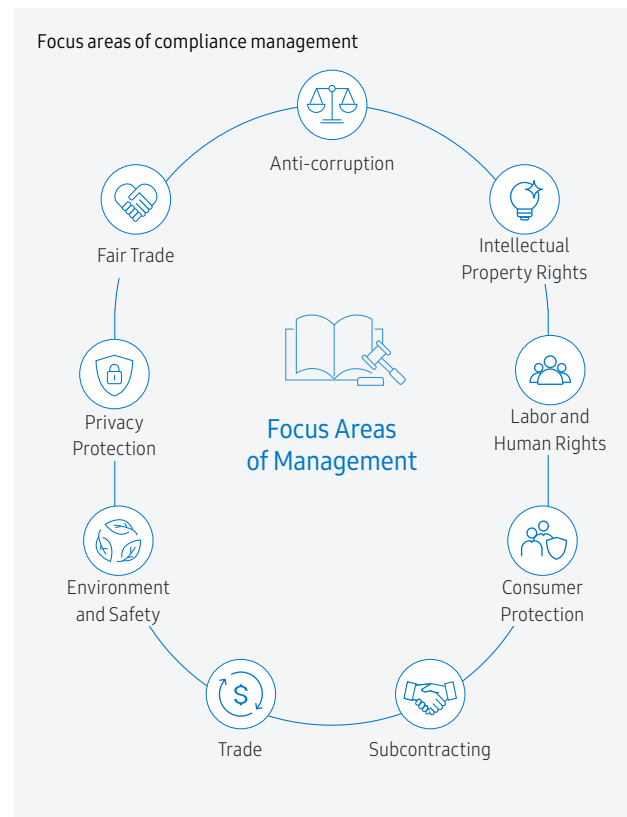 Focus areas of compliance management
Anti-corruption
Fair Trade
Intellectual
Property Rights
Privacy
Protection
Focus Areas
of Management
Labor and
Human Rights
Environment
and Safety
Consumer
Protection
$
Trade
Subcontracting